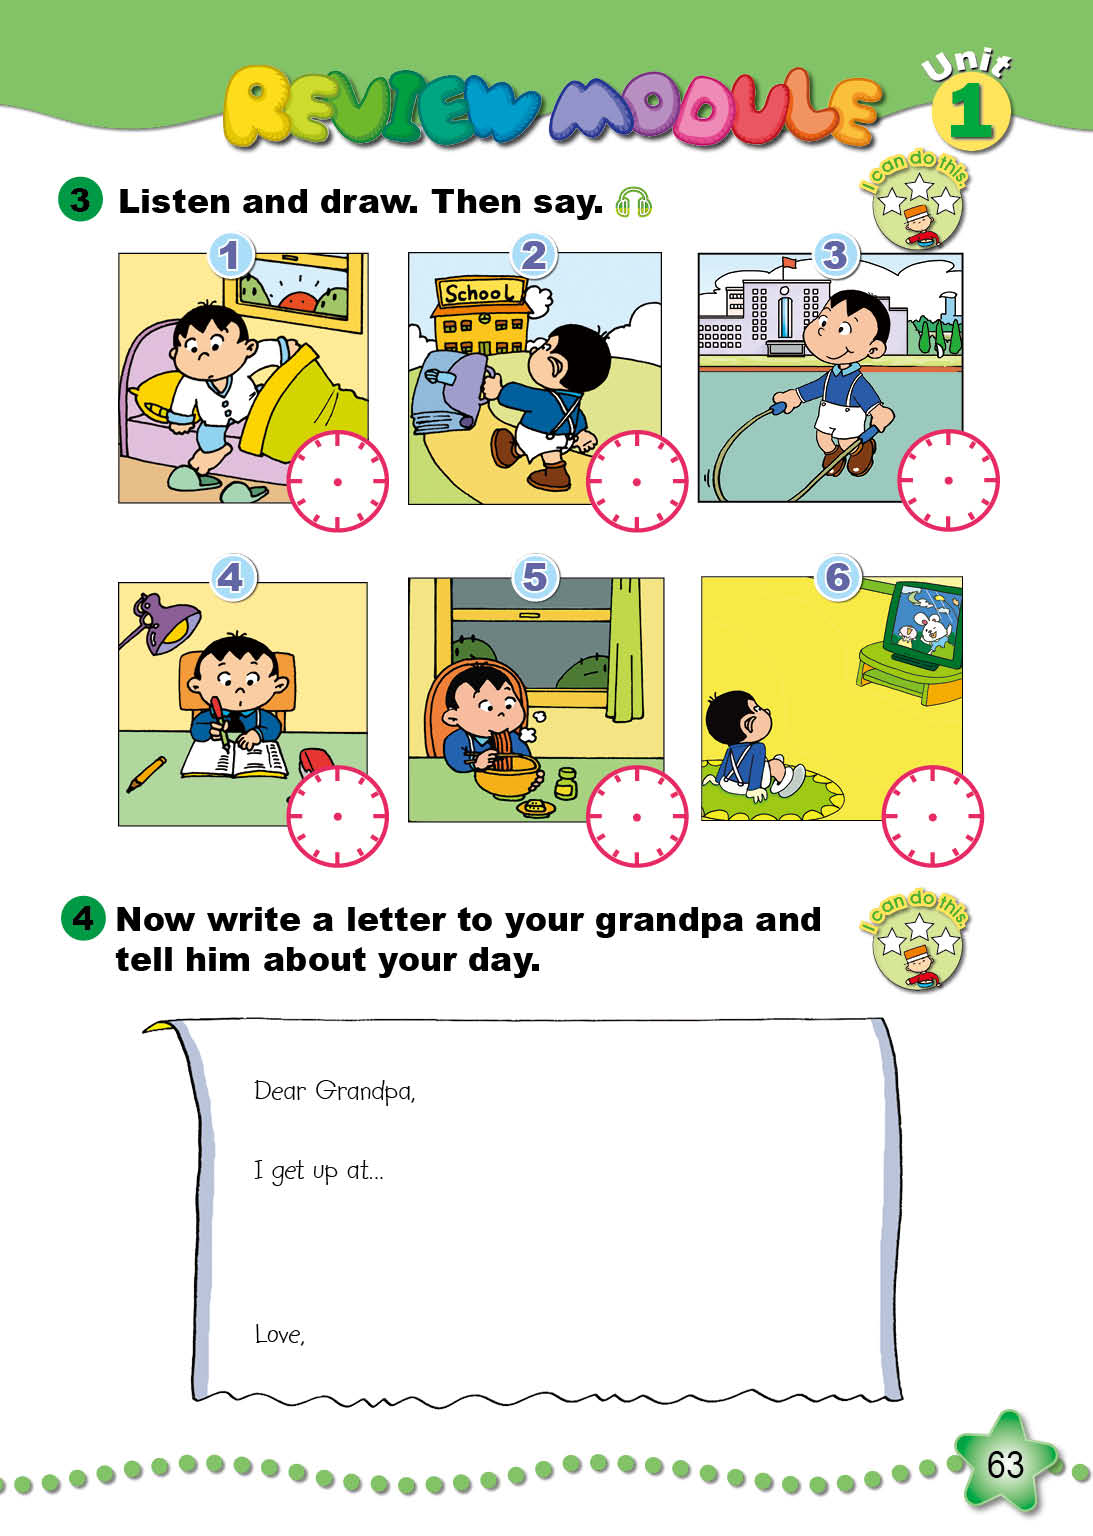 REVIEW MODULE
Unit
1
I can do this.
3 Listen and draw. Then say.
1
2
3
School
4
5
6
I can do this.
4 Now write a letter to your grandpa and
tell him about your day.
Dear Grandpa,
I get up at...
Love,
63